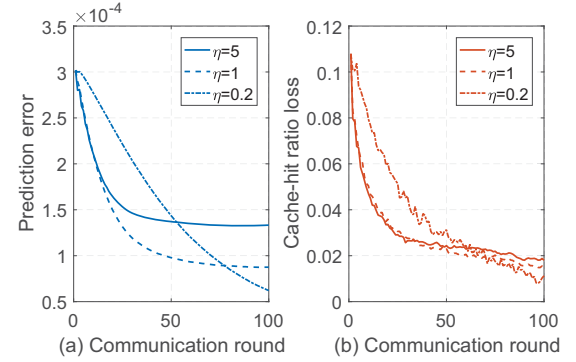 ×10⁻⁴
3.5
3
2.5
2
1.5
1
0.5
0
50
100
Prediction error
(a) Communication round
η=5
η=1
η=0.2
0.12
0.1
0.08
0.06
0.04
0.02
0
0
50
100
Cache-hit ratio loss
(b) Communication round
η=5
η=1
η=0.2